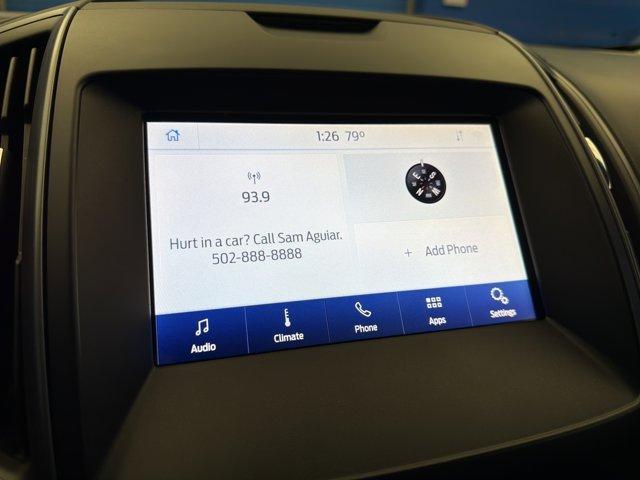 1:26 79°
93.9
Hurt in a car? Call Sam Aguiar.
502-888-8888
+ Add Phone
Audio
Climate
Phone
Apps
Settings